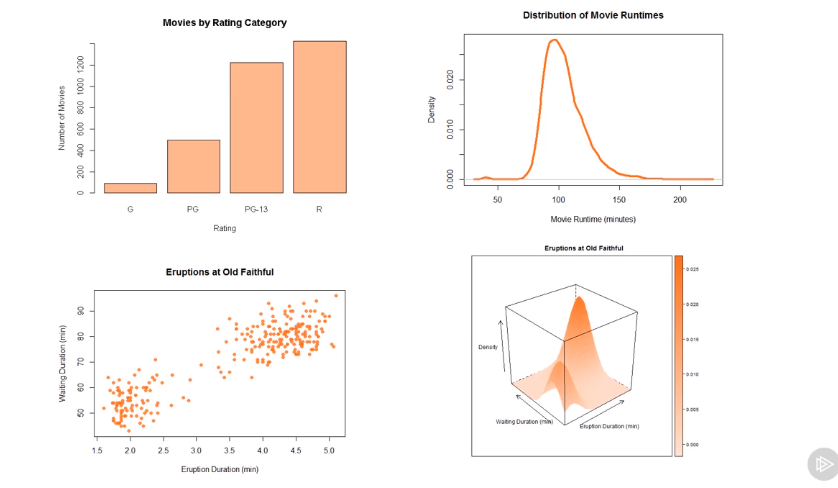 Movies by Rating Category
Number of Movies
0 200 400 600 800 1000 1200
G PG PG-13 R
Rating
Distribution of Movie Runtimes
Density
0.000 0.010 0.020
50 100 150 200
Movie Runtime (minutes)
Eruptions at Old Faithful
Waiting Duration (min)
50 60 70 80 90
1.5 2.0 2.5 3.0 3.5 4.0 4.5 5.0
Eruption Duration (min)
Eruptions at Old Faithful
Density
Waiting Duration (min)
Eruption Duration (min)
0.025
0.020
0.015
0.010
0.005
0.000